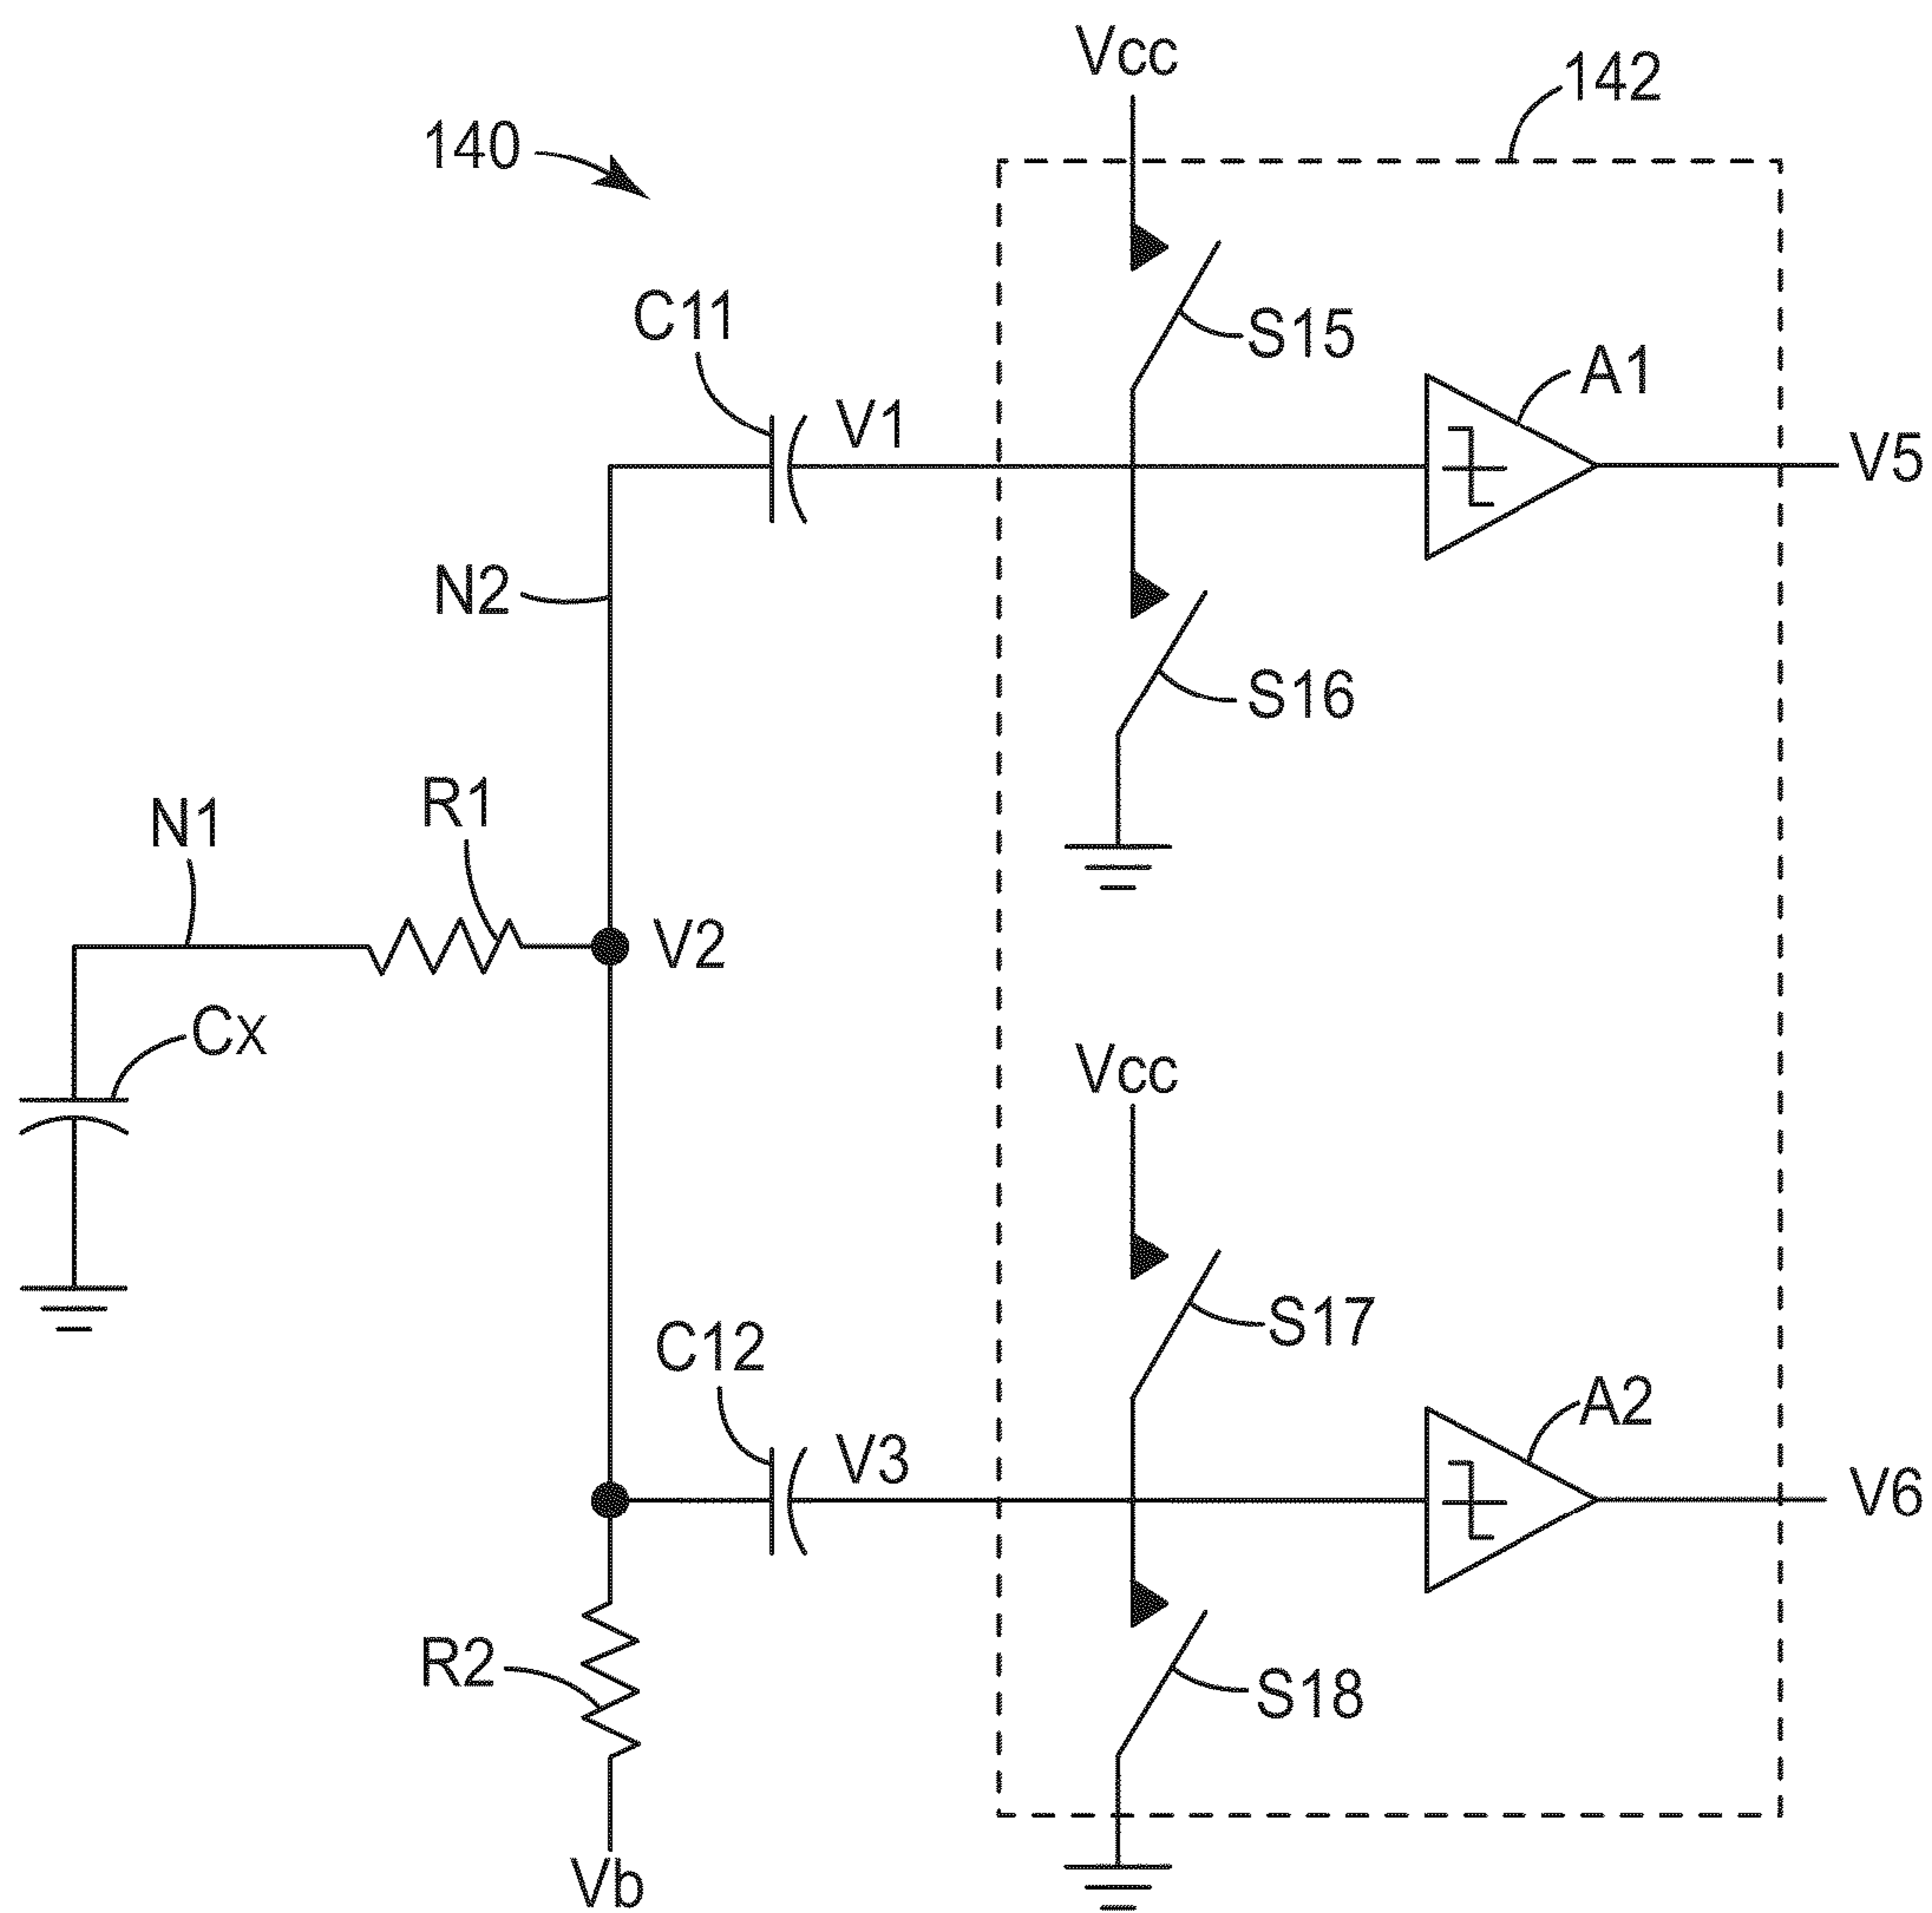 Vcc
142
140
C11
V1
S15
A1
V5
N2
S16
R1
N1
V2
Cx
Vcc
S17
C12
V3
A2
V6
R2
S18
Vb